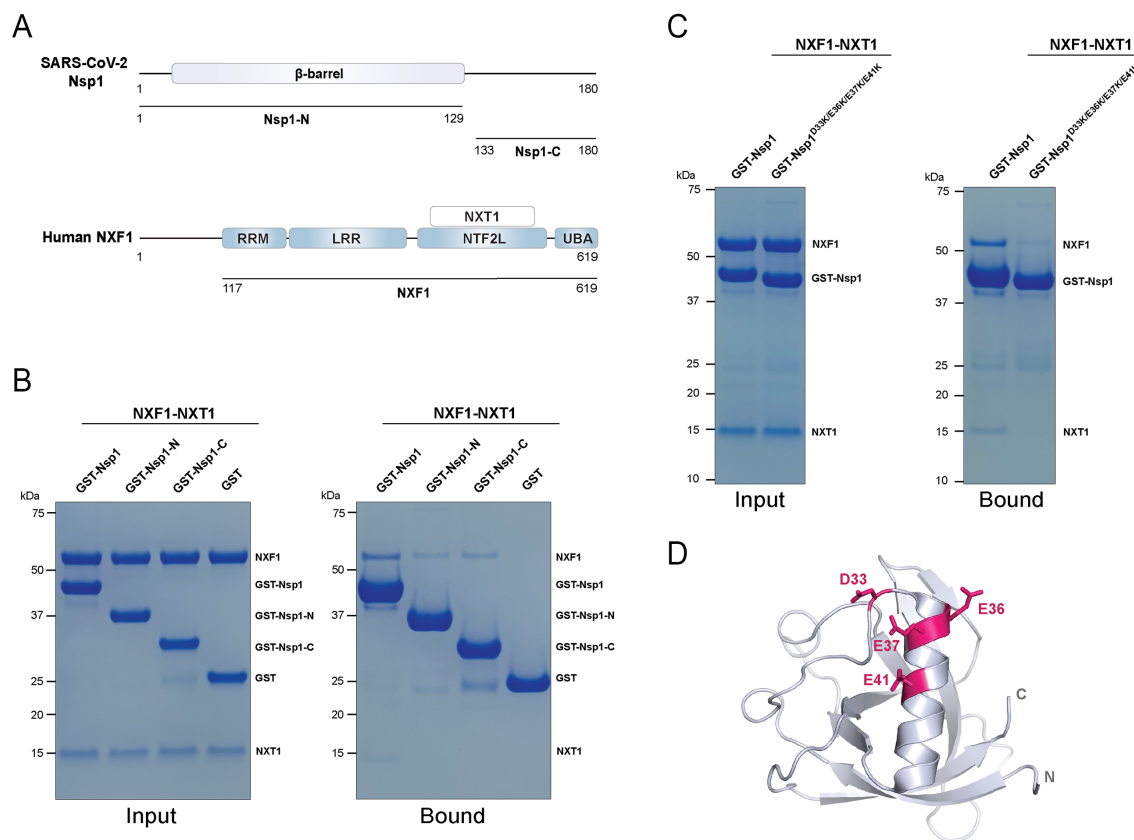 A
SARS-CoV-2
Nsp1
β-barrel
1
180
1
Nsp1-N
129
133
Nsp1-C
180
NXT1
Human NXF1
RRM
LRR
NTF2L
UBA
1
619
117
NXF1
619
B
NXF1-NXT1
GST-Nsp1
GST-Nsp1-N
GST-Nsp1-C
GST
kDa
75
50
37
25
20
15
NXF1
GST-Nsp1
GST-Nsp1-N
GST-Nsp1-C
GST
NXT1
Input
NXF1-NXT1
GST-Nsp1
GST-Nsp1-N
GST-Nsp1-C
GST
kDa
75
50
37
25
20
15
NXF1
GST-Nsp1
GST-Nsp1-N
GST-Nsp1-C
GST
NXT1
Bound
C
NXF1-NXT1
GST-Nsp1
GST-Nsp1D33K/E36K/E37K/E41K
kDa
75
50
37
25
20
15
10
NXF1
GST-Nsp1
NXT1
Input
NXF1-NXT1
GST-Nsp1
kDa
75
50
37
25
20
15
10
NXF1
GST-Nsp1
NXT1
Bound
D
D33
E36
E37
E41
C
N